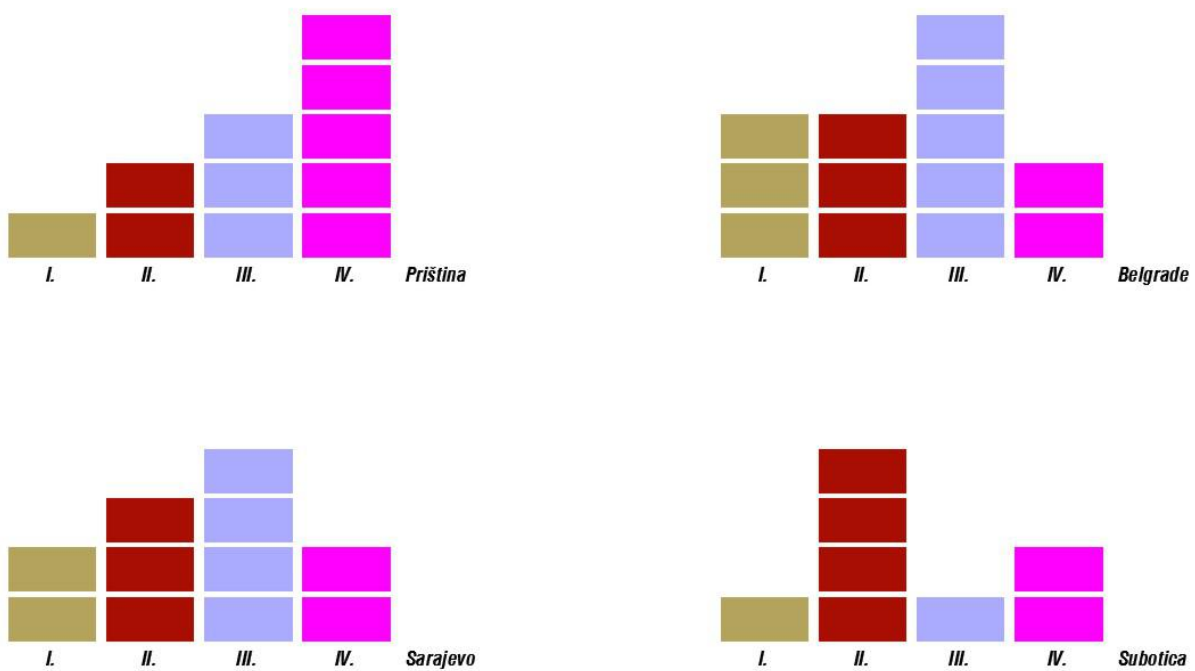 I. II. III. IV. Priština
I. II. III. IV. Belgrade
I. II. III. IV. Sarajevo
I. II. III. IV. Subotica